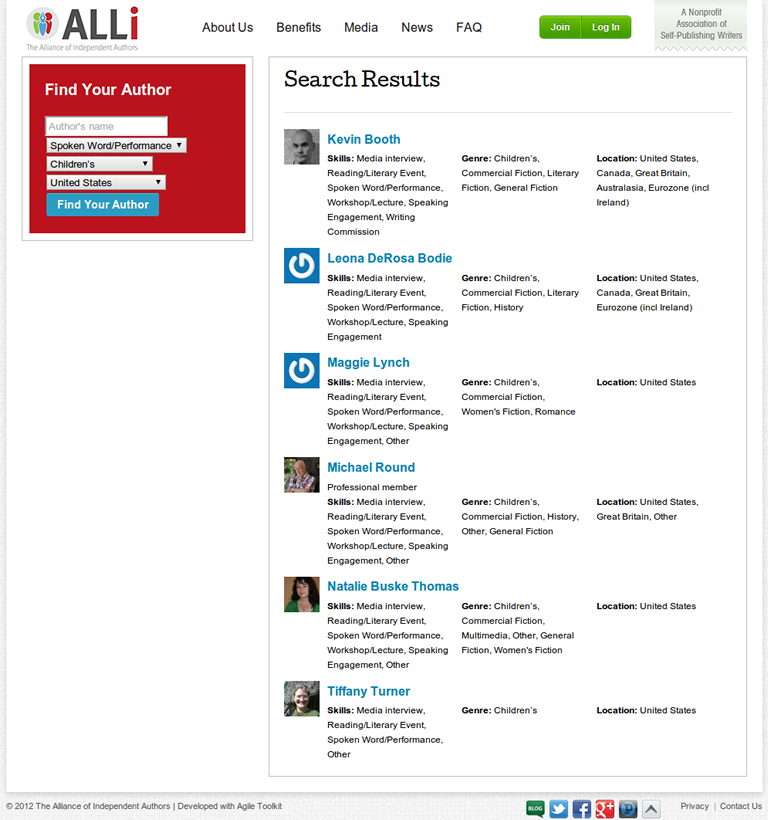 ALLi
The Alliance of Independent Authors
About Us
Benefits
Media
News
FAQ
Join
Log In
A Nonprofit
Association of
Self-Publishing Writers
Find Your Author
Author's name
Spoken Word/Performance
Children's
United States
Find Your Author
Search Results
Kevin Booth
Skills: Media interview,
Reading/Literary Event,
Spoken Word/Performance,
Workshop/Lecture, Speaking
Engagement, Writing
Commission
Genre: Children's,
Commercial Fiction, Literary
Fiction, General Fiction
Location: United States,
Canada, Great Britain,
Australasia, Eurozone (incl
Ireland)
Leona DeRosa Bodie
Skills: Media interview,
Reading/Literary Event,
Spoken Word/Performance,
Workshop/Lecture, Speaking
Engagement
Genre: Children's,
Commercial Fiction, Literary
Fiction, History
Location: United States,
Canada, Great Britain,
Eurozone (incl Ireland)
Maggie Lynch
Skills: Media interview,
Reading/Literary Event,
Spoken Word/Performance,
Workshop/Lecture, Speaking
Engagement, Other
Genre: Children's,
Commercial Fiction,
Women's Fiction, Romance
Location: United States
Michael Round
Professional member
Skills: Media interview,
Reading/Literary Event,
Spoken Word/Performance,
Workshop/Lecture, Speaking
Engagement, Other
Genre: Children's,
Commercial Fiction, History,
Other, General Fiction
Location: United States,
Great Britain, Other
Natalie Buske Thomas
Skills: Media interview,
Reading/Literary Event,
Spoken Word/Performance,
Workshop/Lecture, Speaking
Engagement, Other
Genre: Children's,
Commercial Fiction,
Multimedia, Other, General
Fiction, Women's Fiction
Location: United States
Tiffany Turner
Skills: Media interview,
Reading/Literary Event,
Spoken Word/Performance,
Other
Genre: Children's
Location: United States
© 2012 The Alliance of Independent Authors | Developed with Agile Toolkit
BLOG
Privacy | Contact Us